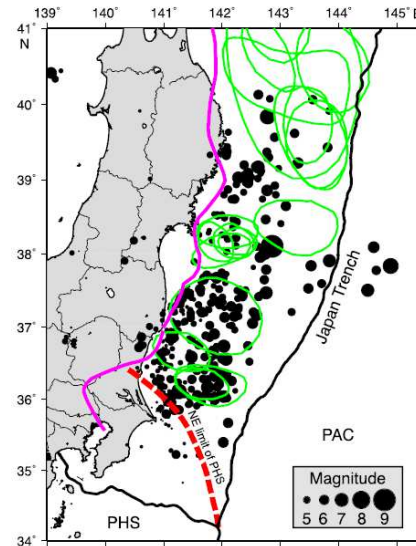 139° 140° 141° 142° 143° 144° 145°
41°
N
40°
39°
38°
37°
36°
35°
34°
Japan Trench
NE limit of PHS
PAC
PHS
Magnitude
5 6 7 8 9